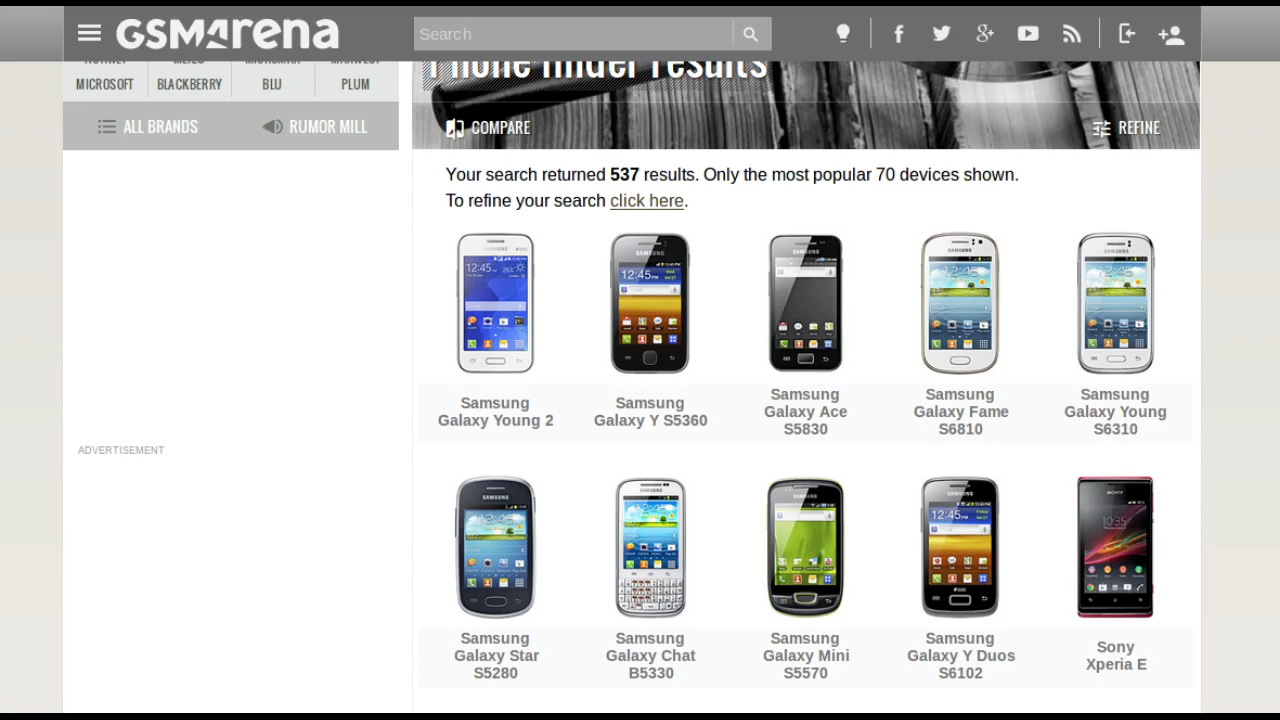 GSMArena
Search
MICROSOFT BLACKBERRY BLU PLUM
ALL BRANDS RUMOR MILL
Phone finder results
COMPARE REFINE
Your search returned 537 results. Only the most popular 70 devices shown.
To refine your search click here.
Samsung
Galaxy Young 2
Samsung
Galaxy Y S5360
Samsung
Galaxy Ace
S5830
Samsung
Galaxy Fame
S6810
Samsung
Galaxy Young
S6310
ADVERTISEMENT
Samsung
Galaxy Star
S5280
Samsung
Galaxy Chat
B5330
Samsung
Galaxy Mini
S5570
Samsung
Galaxy Y Duos
S6102
Sony
Xperia E